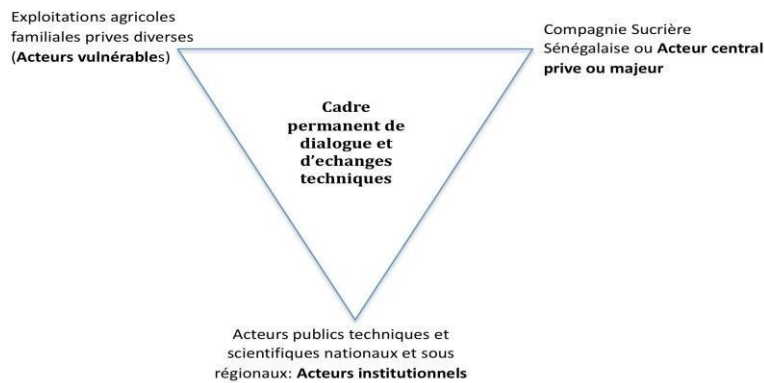 Exploitations agricoles
familiales prives diverses
(Acteurs vulnérables)
Compagnie Sucrière
Sénégalaise ou Acteur central
prive ou majeur
Cadre
permanent de
dialogue et
d'echanges
techniques
Acteurs publics techniques et
scientifiques nationaux et sous
régionaux: Acteurs institutionnels